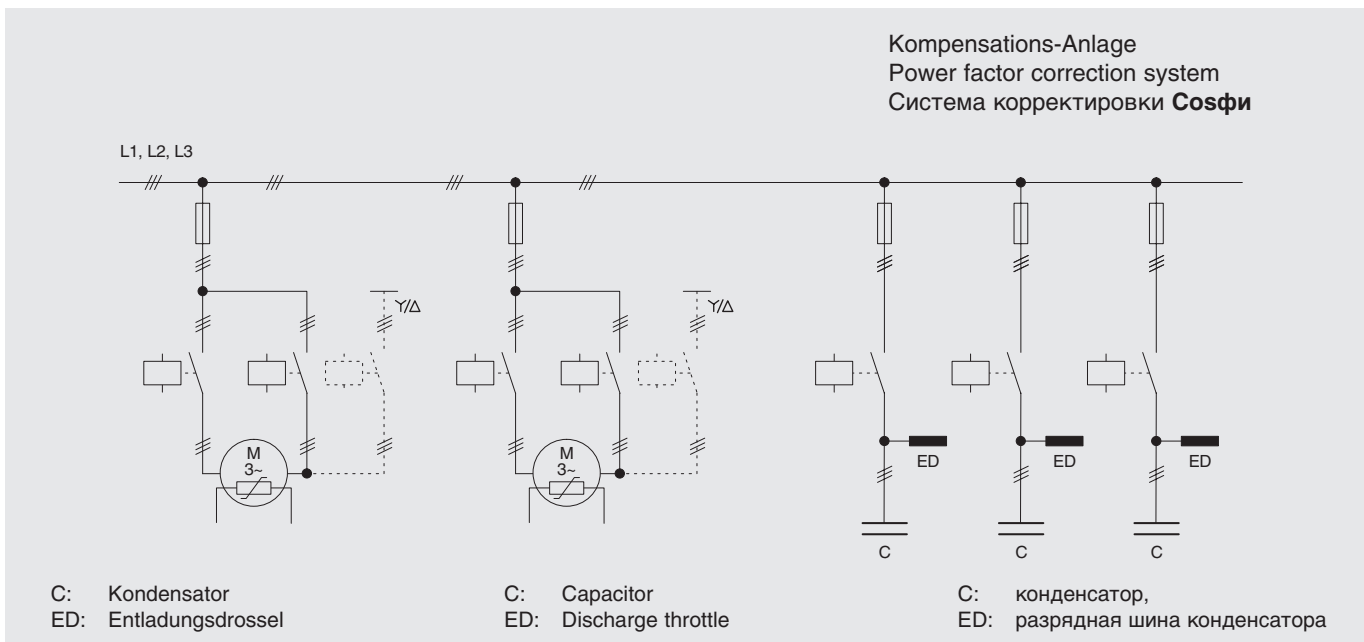 Kompensations-Anlage
Power factor correction system
Система корректировки Cosфи
L1, L2, L3
Y/Δ
Y/Δ
M
3~
M
3~
ED
ED
ED
C
C
C
C: Kondensator
ED: Entladungsdrossel
C: Capacitor
ED: Discharge throttle
C: конденсатор,
ED: разрядная шина конденсатора